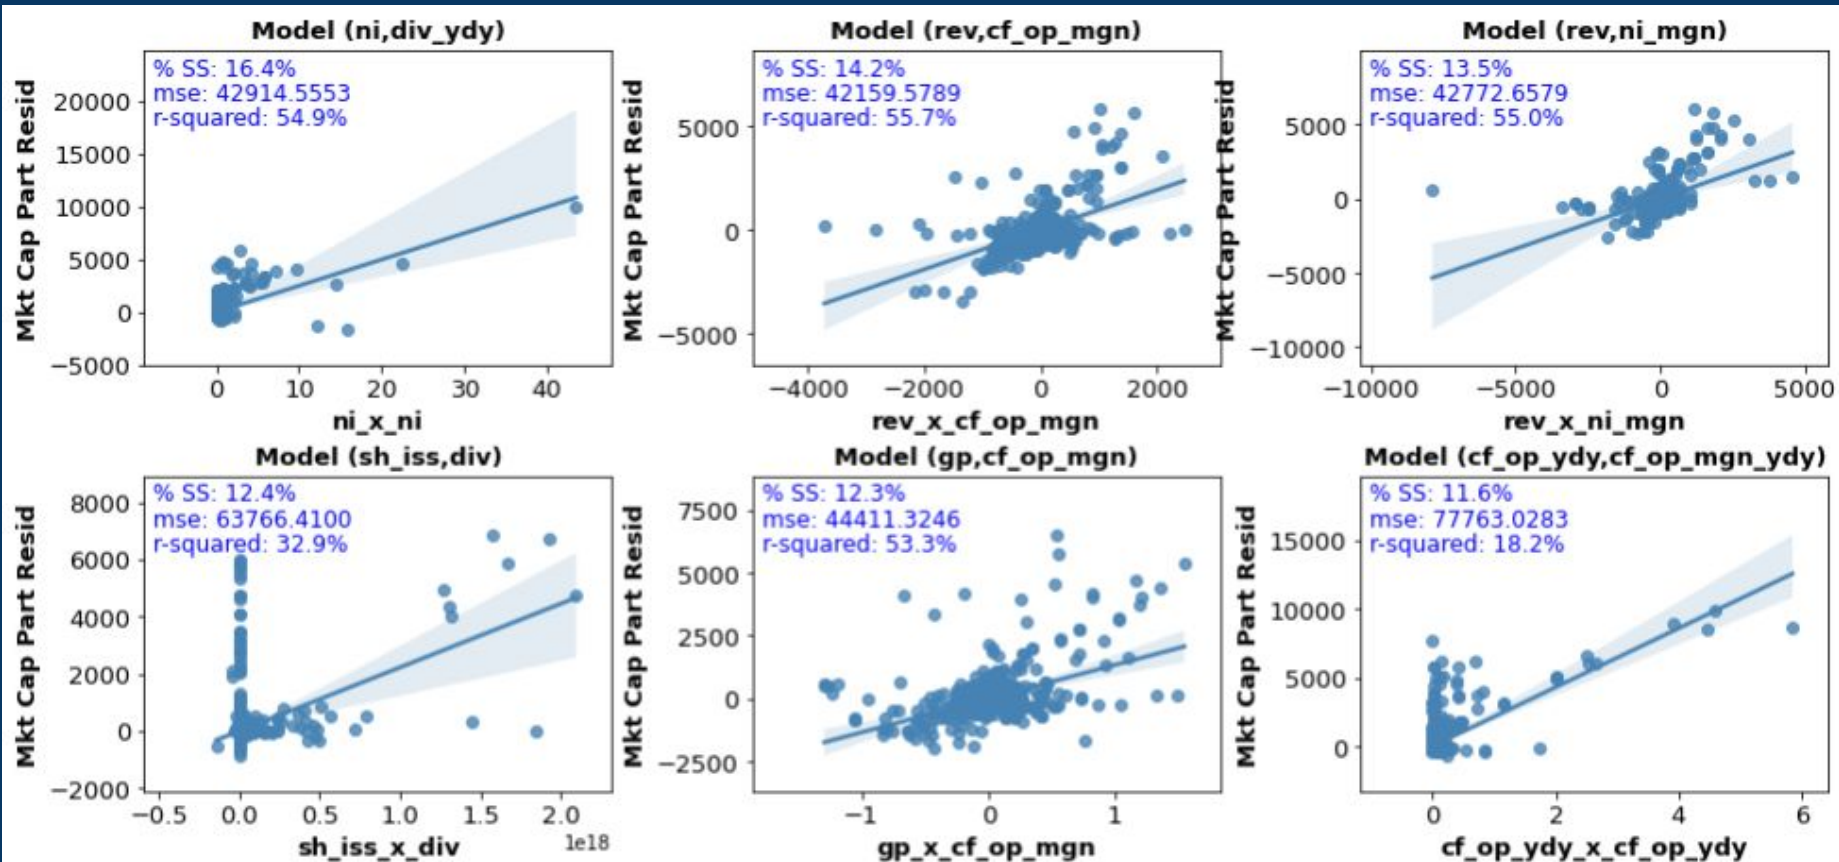 Model (ni,div_ydy)
% SS: 16.4%
mse: 42914.5553
r-squared: 54.9%
Mkt Cap Part Resid
20000
15000
10000
5000
0
−5000
0 10 20 30 40
ni_x_ni
Model (rev,cf_op_mgn)
% SS: 14.2%
mse: 42159.5789
r-squared: 55.7%
Mkt Cap Part Resid
5000
0
−5000
−4000 −2000 0 2000
rev_x_cf_op_mgn
Model (rev,ni_mgn)
% SS: 13.5%
mse: 42772.6579
r-squared: 55.0%
Mkt Cap Part Resid
5000
0
−5000
−10000
−10000 −5000 0 5000
rev_x_ni_mgn
Model (sh_iss,div)
% SS: 12.4%
mse: 63766.4100
r-squared: 32.9%
Mkt Cap Part Resid
8000
6000
4000
2000
0
−2000
−0.5 0.0 0.5 1.0 1.5 2.0
1e18
sh_iss_x_div
Model (gp,cf_op_mgn)
% SS: 12.3%
mse: 44411.3246
r-squared: 53.3%
Mkt Cap Part Resid
7500
5000
2500
0
−2500
−1 0 1
gp_x_cf_op_mgn
Model (cf_op_ydy,cf_op_mgn_ydy)
% SS: 11.6%
mse: 77763.0283
r-squared: 18.2%
Mkt Cap Part Resid
15000
10000
5000
0
0 2 4 6
cf_op_ydy_x_cf_op_ydy